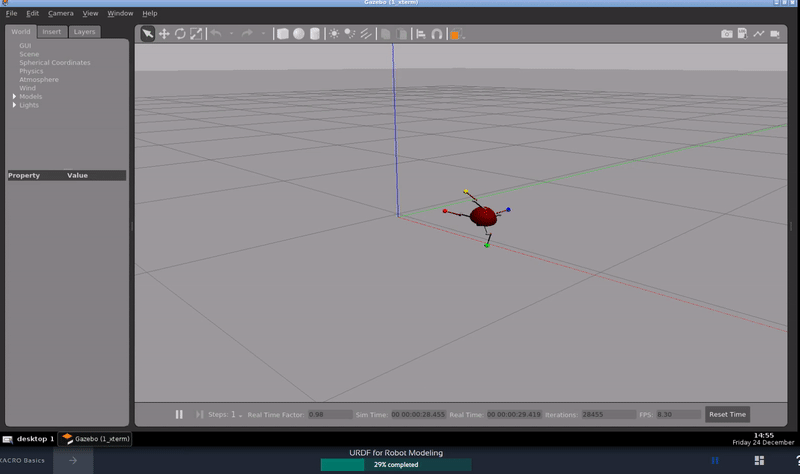 Gazebo (1_xterm)
File Edit Camera View Window Help
World Insert Layers
GUI
Scene
Spherical Coordinates
Physics
Atmosphere
Wind
Models
Lights
Property Value
Steps: 1 Real Time Factor: 0.98 Sim Time: 00 00:00:28.455 Real Time: 00 00:00:29.419 Iterations: 28455 FPS: 8.30 Reset Time
desktop 1 Gazebo (1_xterm)
14:55
Friday 24 December
XACRO Basics
URDF for Robot Modeling
29% completed